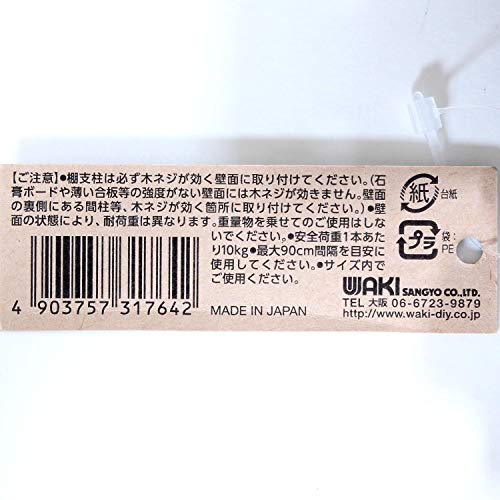 【ご注意】●棚支柱は必ず木ネジが効く壁面に取り付けてください。（石
膏ボードや薄い合板等の強度がない壁面には木ネジが効きません。壁面
の裏側にある間柱等、木ネジが効く箇所に取り付けてください。）●壁
面の状態により、耐荷重は異なります。重量物を乗せてのご使用はしな
いでください。●安全荷重1本あた
り10kg●最大90cm間隔を目安に
使用してください。●サイズ内で
ご使用ください。
4 903757 317642
MADE IN JAPAN
紙
台紙
プラ
袋:
PE
WAKI SANGYO CO.,LTD.
TEL 大阪 06-6723-9879
http://www.waki-diy.co.jp